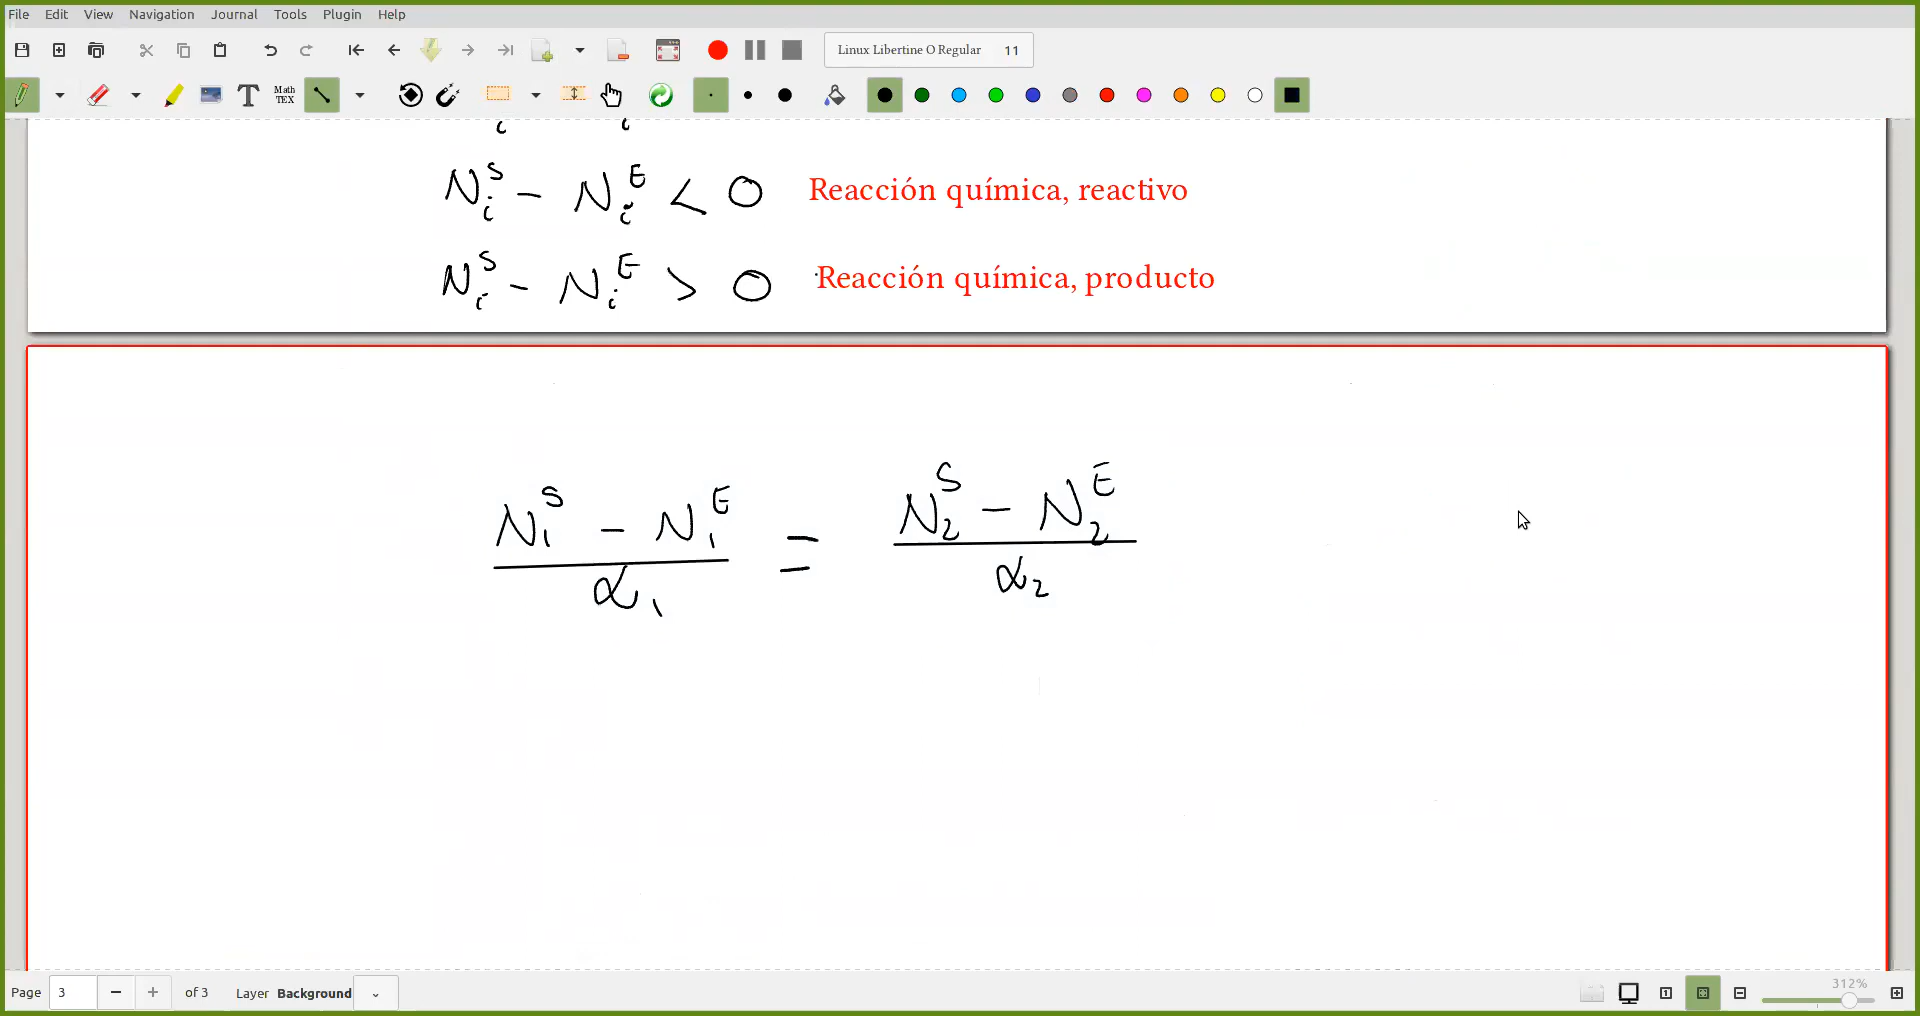 File Edit View Navigation Journal Tools Plugin Help
Linux Libertine O Regular 11
Math TEX
N_i^S - N_i^E < 0 Reacción química, reactivo
N_i^S - N_i^E > 0 Reacción química, producto
\frac{N_1^S - N_1^E}{α_1} = \frac{N_2^S - N_2^E}{α_2}
312%
Page 3 of 3 Layer Background